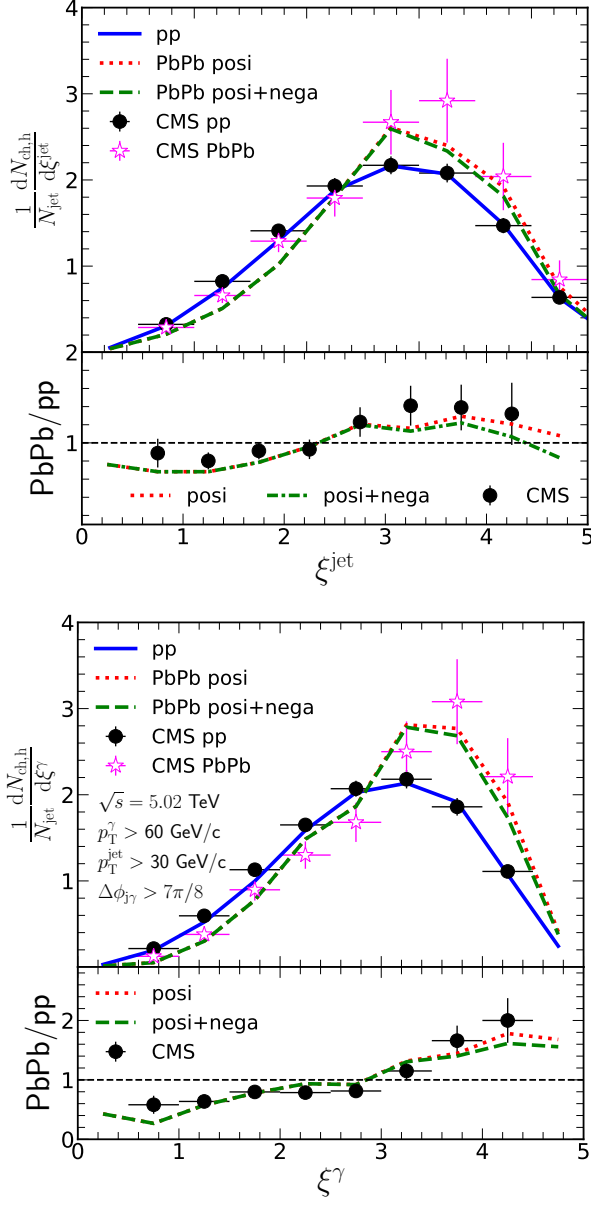 4
3
2
1
2
1/N_jet dN_ch,h/dξ^jet
pp
PbPb posi
PbPb posi+nega
CMS pp
CMS PbPb
1
PbPb/pp
posi
posi+nega
CMS
0 1 2 3 4 5
ξ^jet
4
3
2
1
1/N_jet dN_ch,h/dξ^γ
pp
PbPb posi
PbPb posi+nega
CMS pp
CMS PbPb
√s = 5.02 TeV
p_T^γ > 60 GeV/c
p_T^jet > 30 GeV/c
Δϕ_jγ > 7π/8
2
1
0
PbPb/pp
posi
posi+nega
CMS
0 1 2 3 4 5
ξ^γ